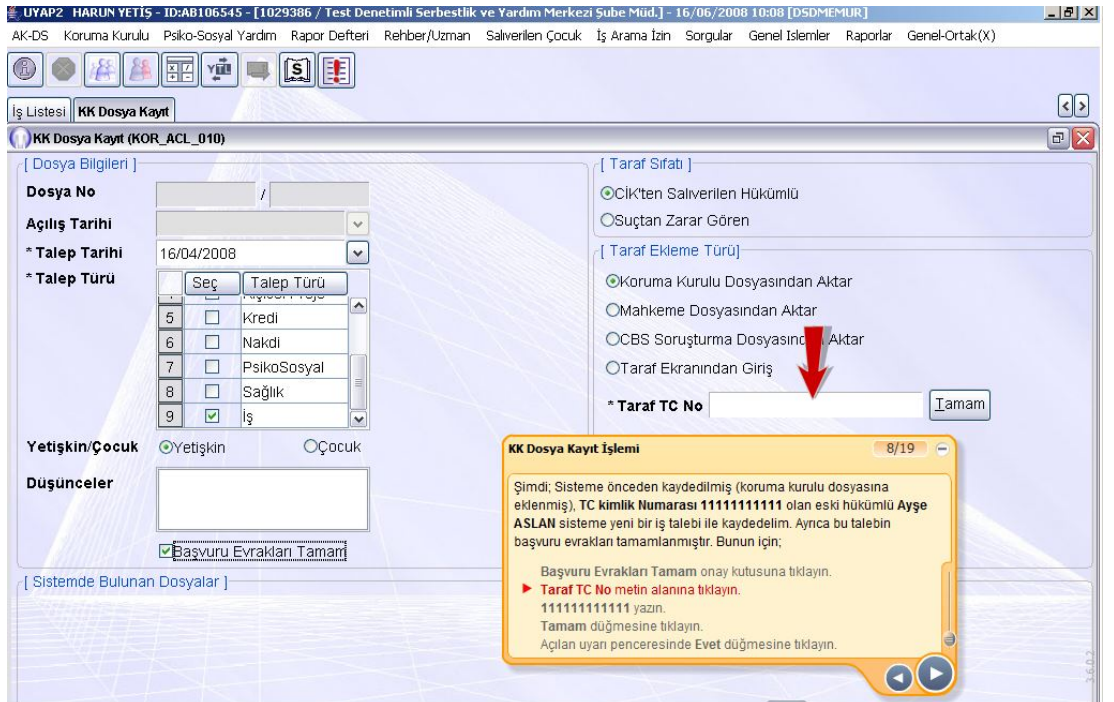 UYAP2 HARUN YETİŞ - ID:AB106545 - [1029386 / Test Denetimli Serbestlik ve Yardım Merkezi Şube Müd.] - 16/06/2008 10:08 [DSDMEMUR]
AK-DS Koruma Kurulu Psiko-Sosyal Yardım Rapor Defteri Rehber/Uzman Salıverilen Çocuk İş Arama İzin Sorgular Genel Islemler Raporlar Genel-Ortak(X)
İş Listesi KK Dosya Kayıt
KK Dosya Kayıt (KOR_ACL_010)
[ Dosya Bilgileri ]
Dosya No /
Açılış Tarihi
* Talep Tarihi 16/04/2008
* Talep Türü
Seç Talep Türü
5 Kredi
6 Nakdi
7 PsikoSosyal
8 Sağlık
9 İş
Yetişkin/Çocuk Yetişkin Çocuk
Düşünceler
Başvuru Evrakları Tamam
[ Taraf Sıfatı ]
CİK'ten Salıverilen Hükümlü
Suçtan Zarar Gören
[ Taraf Ekleme Türü]
Koruma Kurulu Dosyasından Aktar
Mahkeme Dosyasından Aktar
CBS Soruşturma Dosyasından Aktar
Taraf Ekranından Giriş
* Taraf TC No Tamam
[ Sistemde Bulunan Dosyalar ]
KK Dosya Kayıt İşlemi 8/19
Şimdi; Sisteme önceden kaydedilmiş (koruma kurulu dosyasına
eklenmiş), TC kimlik Numarası 11111111111 olan eski hükümlü Ayşe
ASLAN sisteme yeni bir iş talebi ile kaydedelim. Ayrıca bu talebin
başvuru evrakları tamamlanmıştır. Bunun için;
Başvuru Evrakları Tamam onay kutusuna tıklayın.
Taraf TC No metin alanına tıklayın.
111111111111 yazın.
Tamam düğmesine tıklayın.
Açılan uyarı penceresinde Evet düğmesine tıklayın.
3.6.0.2